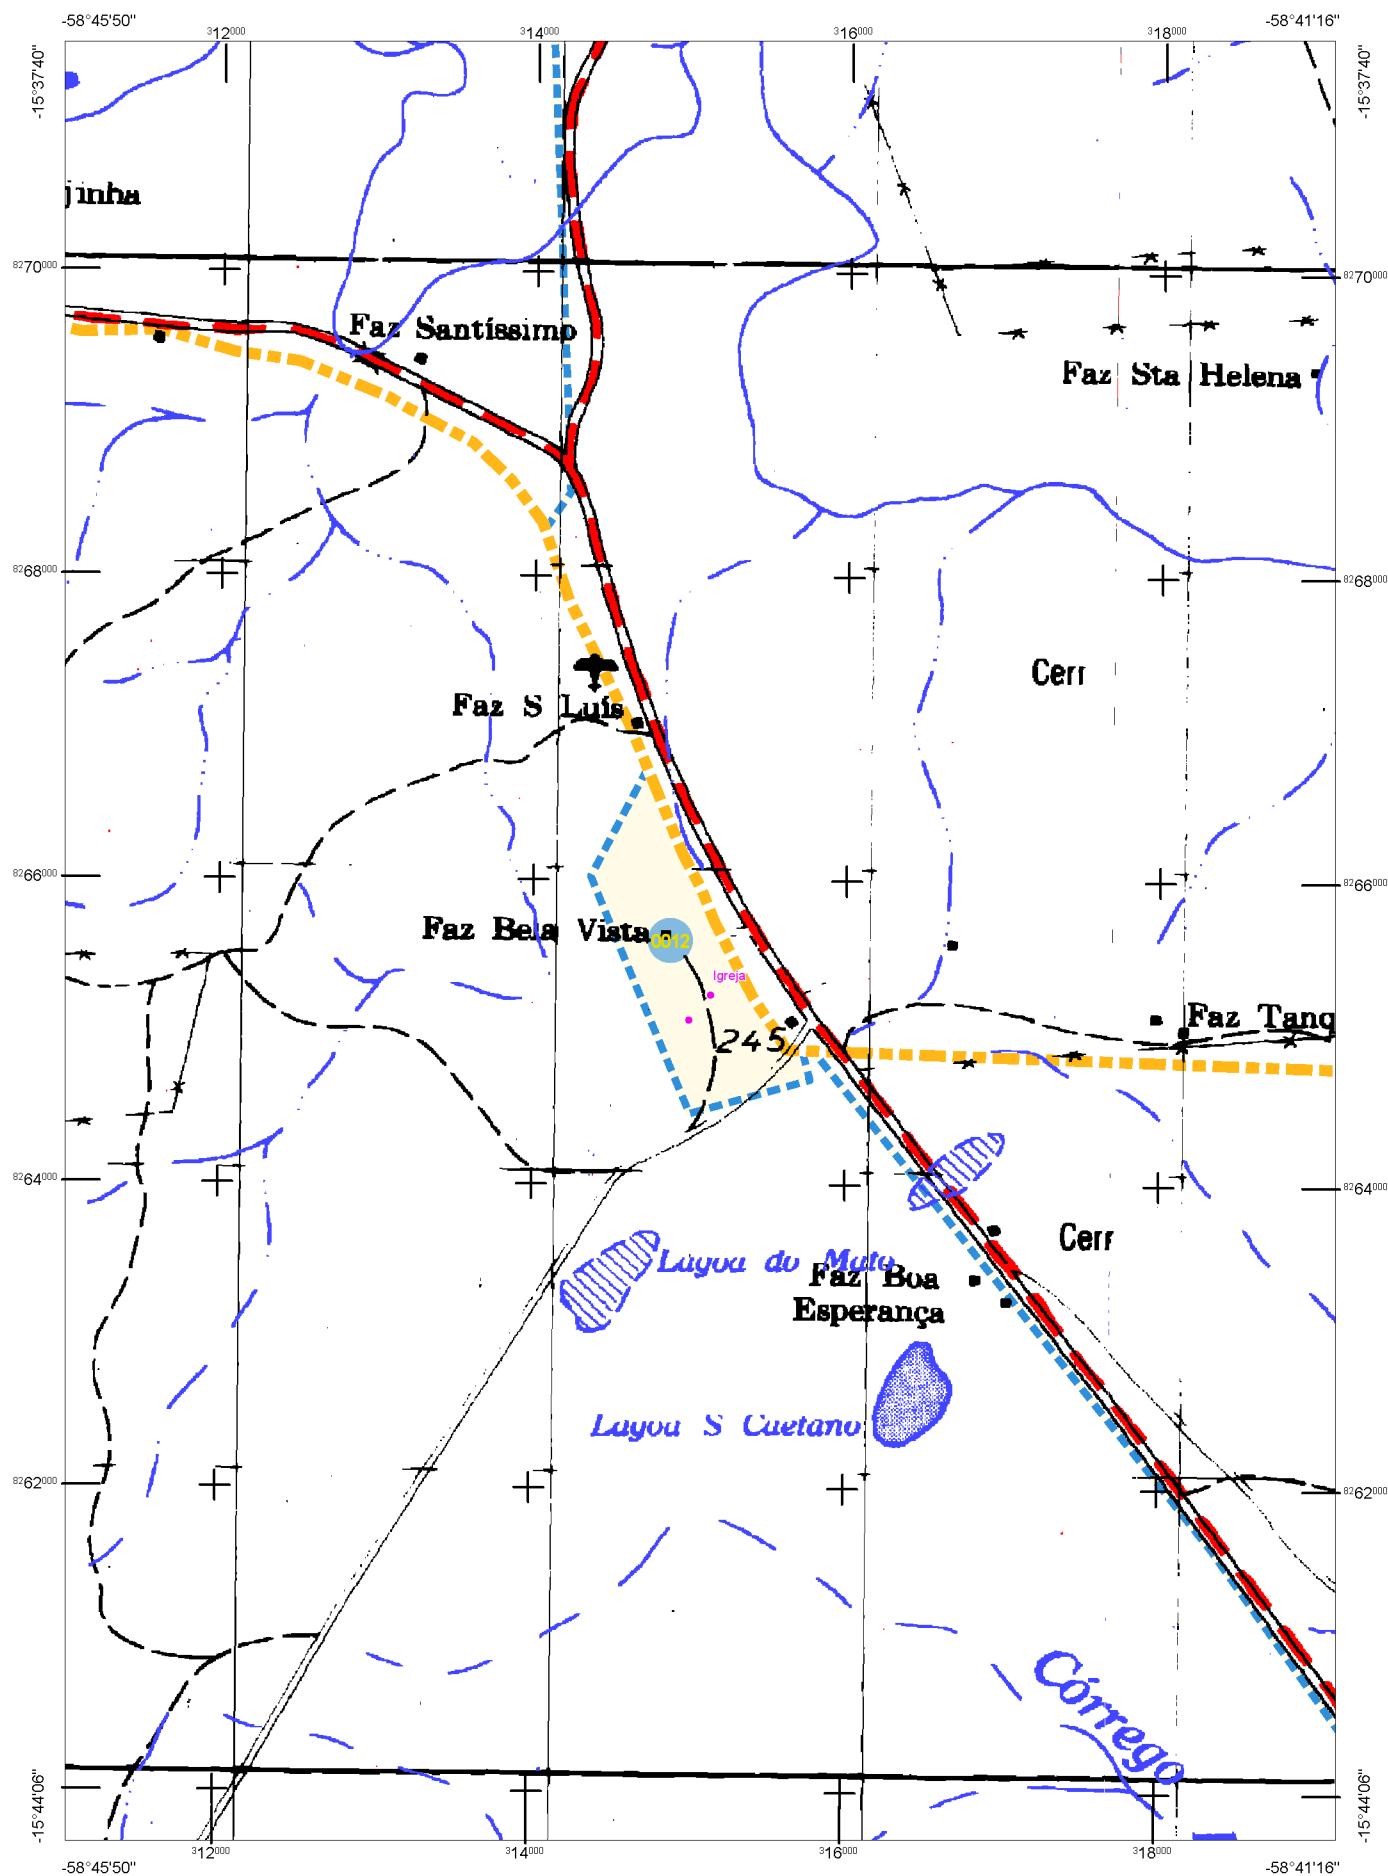 -58°45'50" -58°41'16"
312000 314000 316000 318000
-15°37'40" -15°37'40"
jinha
8270000 8270000
Faz Santíssimo
Faz Sta Helena
8268000 8268000
Cerr
Faz S Luís
8266000 8266000
Faz Bela Vista
0012
Igreja
Faz Tanq
245
8264000 8264000
Cerr
Lagoa do Mato
Faz Boa
Esperança
Lagoa S Caetano
8262000 8262000
Córrego
-15°44'06" -15°44'06"
312000 314000 316000 318000
-58°45'50" -58°41'16"